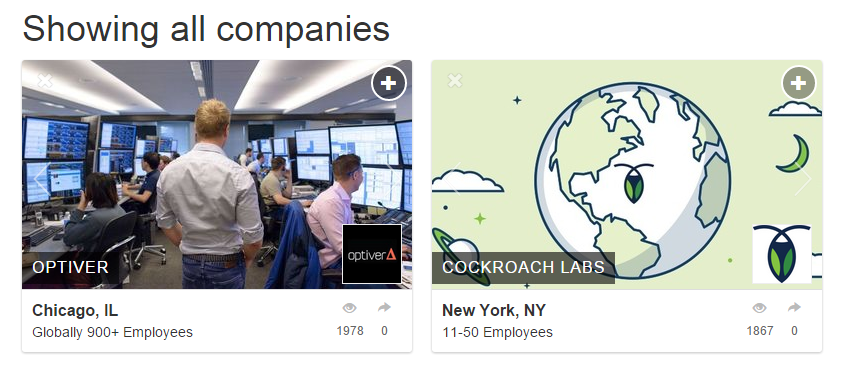 Showing all companies
OPTIVER
optiver
Chicago, IL
Globally 900+ Employees
1978 0
COCKROACH LABS
New York, NY
11-50 Employees
1867 0